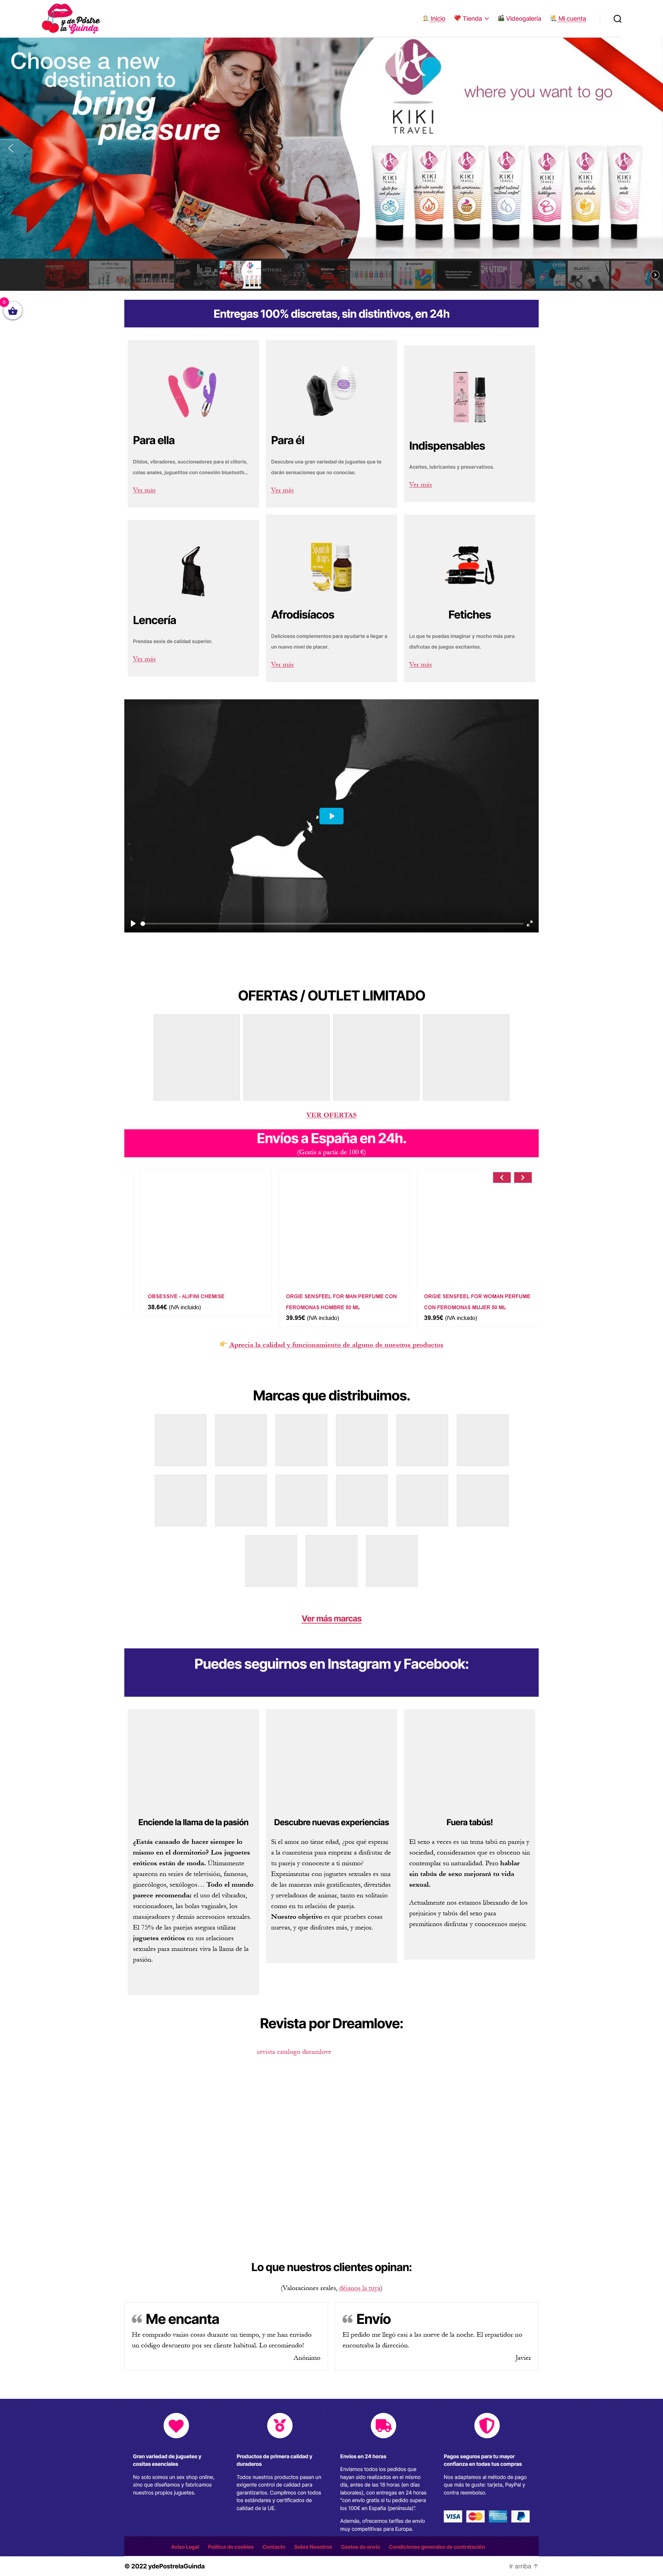 y de Postre
la Guinda
Inicio
Tienda
Videogalería
Mi cuenta
Choose a new
destination to
bring
pleasure
KIKI
TRAVEL
where you want to go
KIKI
TRAVEL
KIKI
TRAVEL
KIKI
TRAVEL
KIKI
TRAVEL
KIKI
TRAVEL
KIKI
TRAVEL
KIKI
TRAVEL
0
Entregas 100% discretas, sin distintivos, en 24h
Para ella
Dildos, vibradores, succionadores para el clítoris,
colas anales, juguetitos con conexión bluetooth...
Ver más
Para él
Descubre una gran variedad de juguetes que te
darán sensaciones que no conocías.
Ver más
Indispensables
Aceites, lubricantes y preservativos.
Ver más
Lencería
Prendas sexis de calidad superior.
Ver más
Spanish
drops
Afrodisíacos
Deliciosos complementos para ayudarte a llegar a
un nuevo nivel de placer.
Ver más
Fetiches
Lo que te puedas imaginar y mucho más para
disfrutas de juegos excitantes.
Ver más
OFERTAS / OUTLET LIMITADO
VER OFERTAS
Envíos a España en 24h.
(Gratis a partir de 100 €)
OBSESSIVE - ALIFINI CHEMISE
38.64€ (IVA incluido)
ORGIE SENSFEEL FOR MAN PERFUME CON
FEROMONAS HOMBRE 50 ML
39.95€ (IVA incluido)
ORGIE SENSFEEL FOR WOMAN PERFUME
CON FEROMONAS MUJER 50 ML
39.95€ (IVA incluido)
Aprecia la calidad y funcionamiento de alguno de nuestros productos
Marcas que distribuimos.
Ver más marcas
Puedes seguirnos en Instagram y Facebook:
Enciende la llama de la pasión
¿Estás cansado de hacer siempre lo
mismo en el dormitorio? Los juguetes
eróticos están de moda. Últimamente
aparecen en series de televisión, famosas,
ginecólogos, sexólogos… Todo el mundo
parece recomendar el uso del vibrador,
succionadores, las bolas vaginales, los
masajeadores y demás accesorios sexuales.
El 75% de las parejas asegura utilizar
juguetes eróticos en sus relaciones
sexuales para mantener viva la llama de la
pasión.
Descubre nuevas experiencias
Si el amor no tiene edad, ¿por qué esperar
a la cuarentena para empezar a disfrutar de
tu pareja y conocerte a ti mismo?
Experimentar con juguetes sexuales es una
de las maneras más gratificantes, divertidas
y reveladoras de animar, tanto en solitario
como en tu relación de pareja.
Nuestro objetivo es que pruebes cosas
nuevas, y que disfrutes más, y mejor.
Fuera tabús!
El sexo a veces es un tema tabú en pareja y
sociedad, consideramos que es obsceno sin
contemplar su naturalidad. Pero hablar
sin tabús de sexo mejorará tu vida
sexual.
Actualmente nos estamos liberando de los
prejuicios y tabús del sexo para
permitirnos disfrutar y conocernos mejor.
Revista por Dreamlove:
revista catalogo dreamlove
Lo que nuestros clientes opinan:
(Valoraciones reales, déjanos la tuya)
Me encanta
He comprado varias cosas durante un tiempo, y me han enviado
un código descuento por ser cliente habitual. Lo recomiendo!
Anónimo
Envío
El pedido me llegó casi a las nueve de la noche. El repartidor no
encontraba la dirección.
Javier
Gran variedad de juguetes y
cositas esenciales
No solo somos un sex shop online,
sino que diseñamos y fabricamos
nuestros propios juguetes.
Productos de primera calidad y
duraderos
Todos nuestros productos pasan un
exigente control de calidad para
garantizarlos. Cumplimos con todos
los estándares y certificados de
calidad de la UE.
Envíos en 24 horas
Enviamos todos los pedidos que
hayan sido realizados en el mismo
día, antes de las 18 horas (en días
laborales), con entregas en 24 horas
"con envío gratis si tu pedido supera
los 100€ en España (península)".
Además, ofrecemos tarifas de envío
muy competitivas para Europa.
Pagos seguros para tu mayor
confianza en todas tus compras
Nos adaptamos al método de pago
que más te guste: tarjeta, PayPal y
contra reembolso.
VISA
PayPal
Aviso Legal
Política de cookies
Contacto
Sobre Nosotros
Gastos de envío
Condiciones generales de contratación
© 2022 ydePostrelaGuinda
Ir arriba ↑